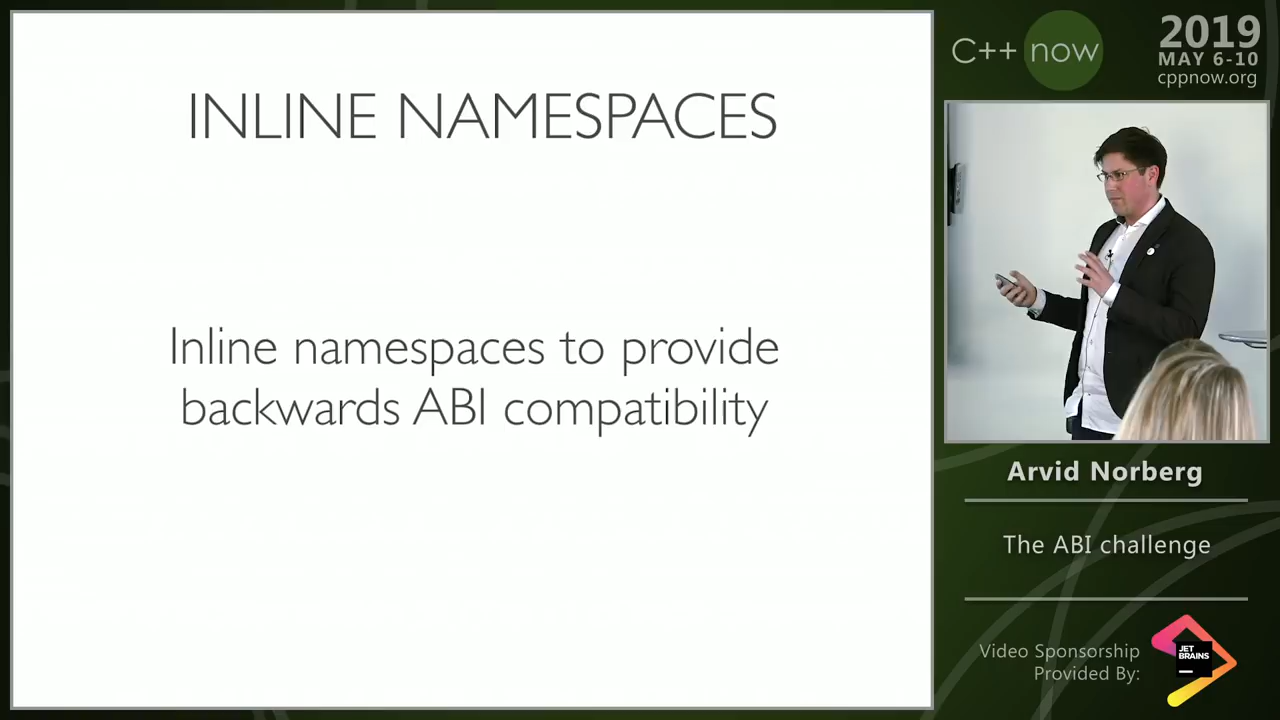 INLINE NAMESPACES
Inline namespaces to provide
backwards ABI compatibility
C++ now
2019
MAY 6-10
cppnow.org
Arvid Norberg
The ABI challenge
Video Sponsorship
Provided By:
JET
BRAINS